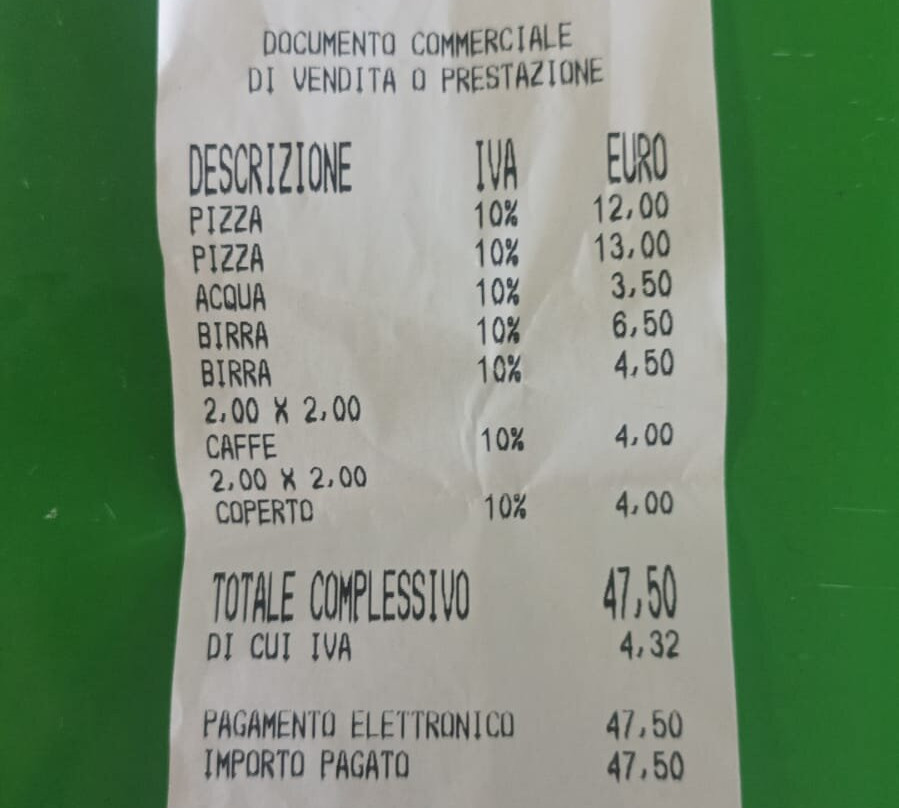 DOCUMENTO COMMERCIALE
DI VENDITA O PRESTAZIONE
DESCRIZIONE IVA EURO
PIZZA 10% 12,00
PIZZA 10% 13,00
ACQUA 10% 3,50
BIRRA 10% 6,50
BIRRA 10% 4,50
2,00 X 2,00
CAFFE 10% 4,00
2,00 X 2,00
COPERTO 10% 4,00
TOTALE COMPLESSIVO 47,50
DI CUI IVA 4,32
PAGAMENTO ELETTRONICO 47,50
IMPORTO PAGATO 47,50